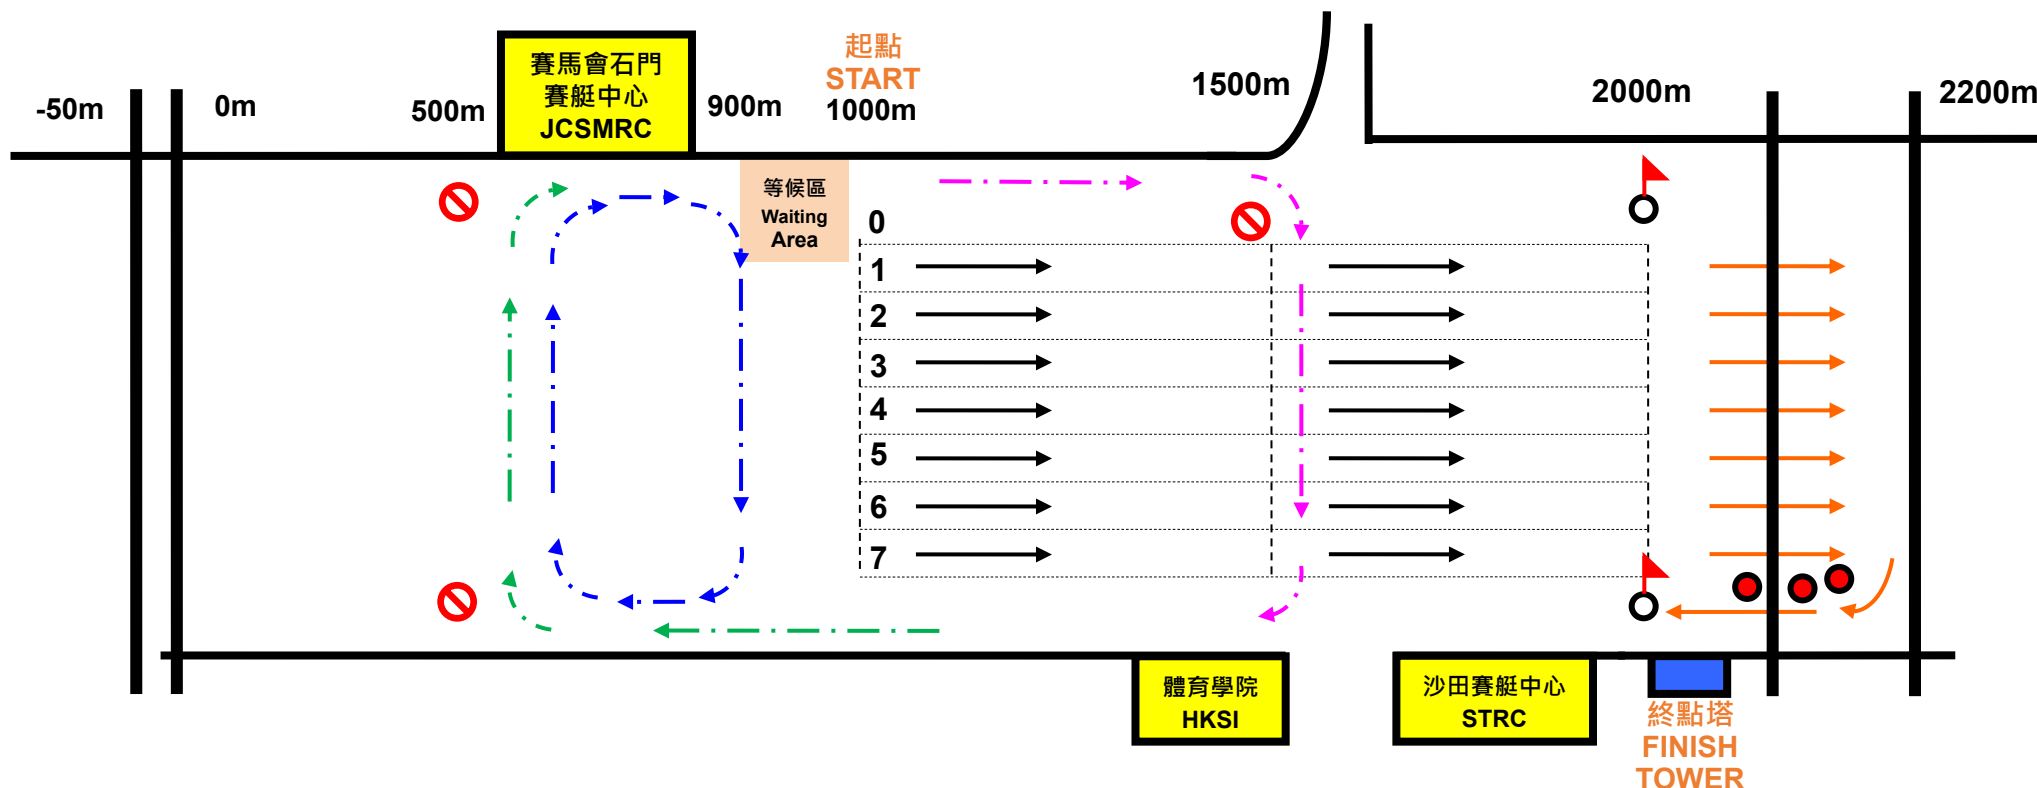 -50m
0m
500m
賽馬會石門
賽艇中心
JCSMRC
900m
起點
START
1000m
1500m
2000m
2200m
等候區
Waiting
Area
0
1
2
3
4
5
6
7
體育學院
HKSI
沙田賽艇中心
STRC
終點塔
FINISH
TOWER